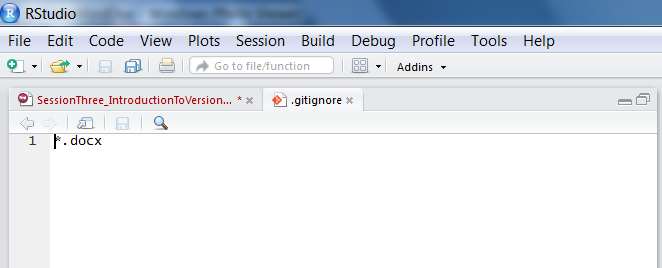 RStudio
File Edit Code View Plots Session Build Debug Profile Tools Help
Go to file/function Addins
SessionThree_IntroductionToVersion... * .gitignore
1 *.docx